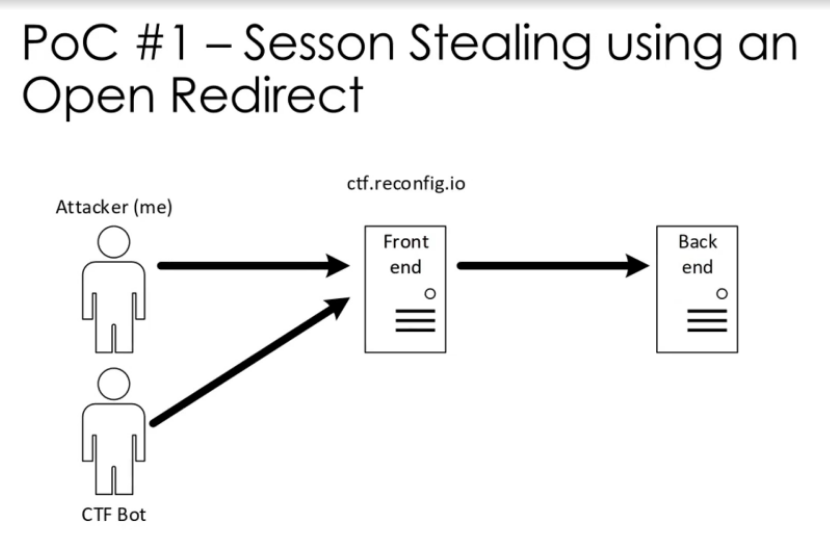 PoC #1 – Sesson Stealing using an
Open Redirect
ctf.reconfig.io
Attacker (me)
Front
end
Back
end
CTF Bot